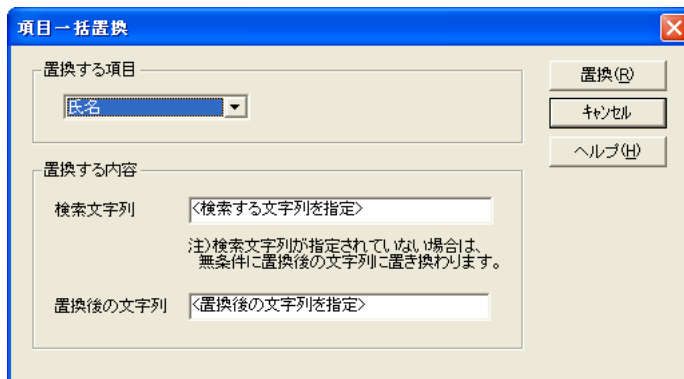 項目一括置換
置換する項目
氏名
置換(R)
キャンセル
ヘルプ(H)
置換する内容
検索文字列
<検索する文字列を指定>
注)検索文字列が指定されていない場合は、
無条件に置換後の文字列に置き換わります。
置換後の文字列
<置換後の文字列を指定>